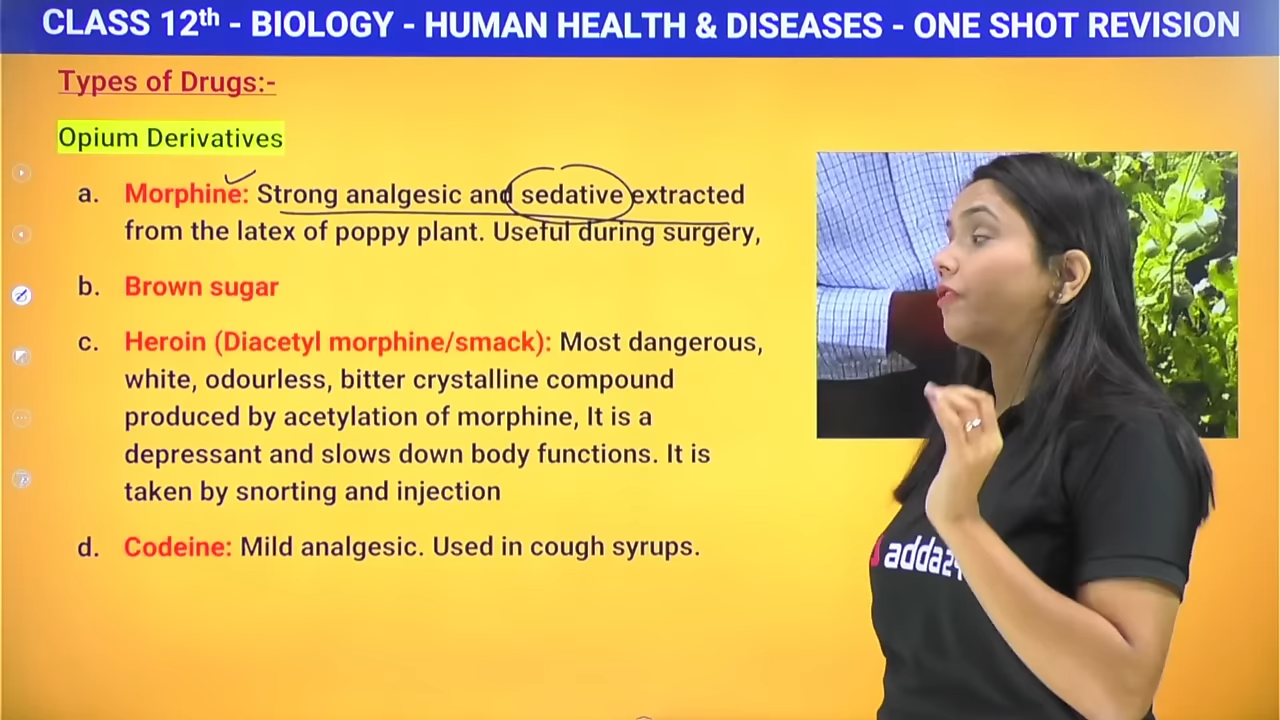 CLASS 12th - BIOLOGY - HUMAN HEALTH & DISEASES - ONE SHOT REVISION
Types of Drugs:-
Opium Derivatives
a. Morphine: Strong analgesic and sedative extracted
from the latex of poppy plant. Useful during surgery,
b. Brown sugar
c. Heroin (Diacetyl morphine/smack): Most dangerous,
white, odourless, bitter crystalline compound
produced by acetylation of morphine, It is a
depressant and slows down body functions. It is
taken by snorting and injection
d. Codeine: Mild analgesic. Used in cough syrups.
adda24